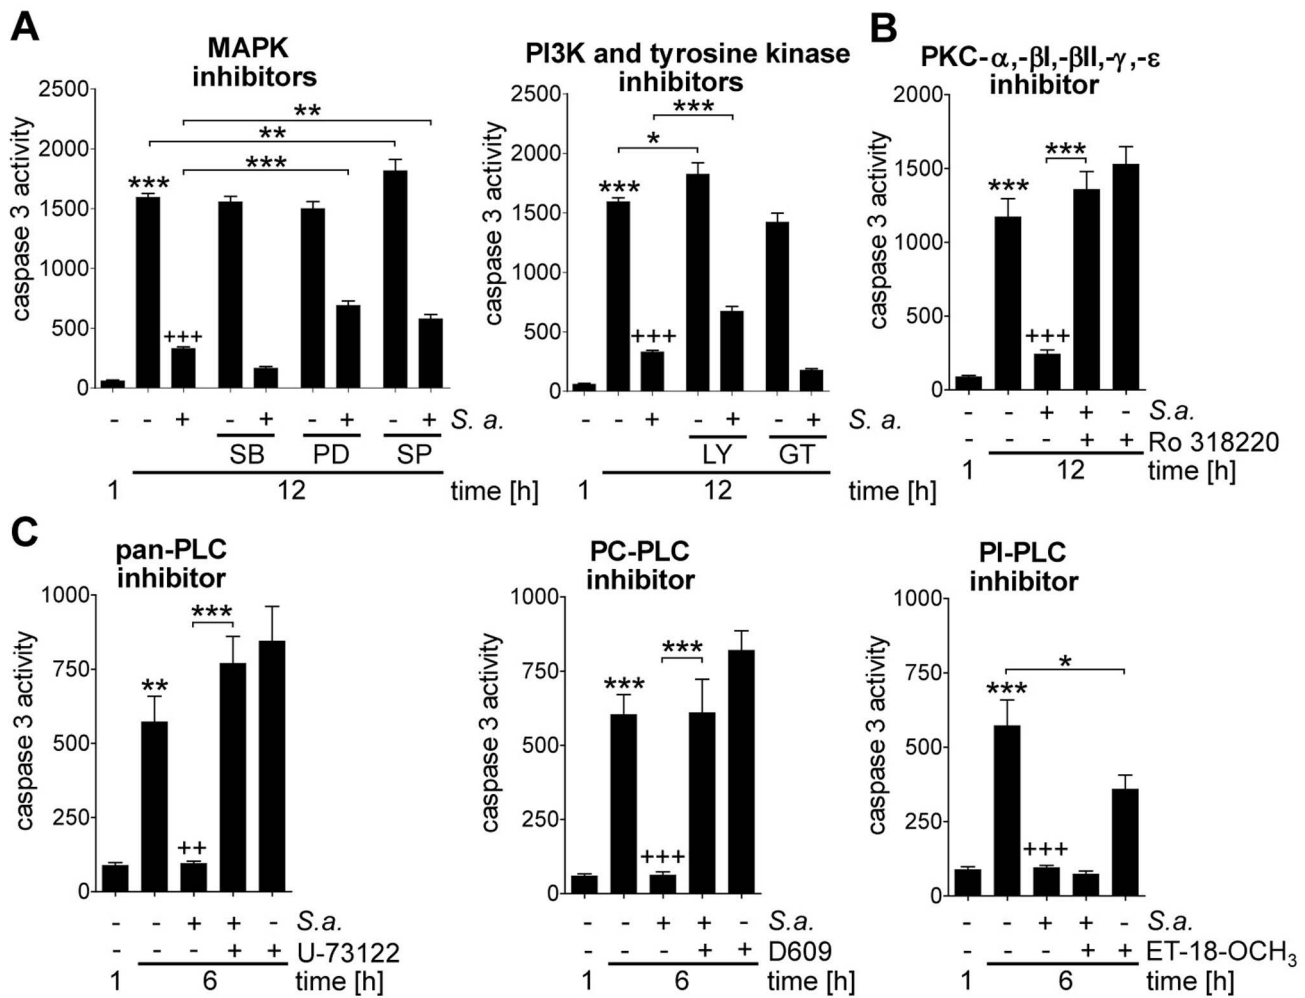 A
MAPK
inhibitors
caspase 3 activity
2500
2000
1500
1000
500
0
**
**
***
***
+++
- - + - + - + - + S. a.
SB PD SP
1 12 time [h]
PI3K and tyrosine kinase
inhibitors
caspase 3 activity
2500
2000
1500
1000
500
0
***
*
***
+++
- - + - + - + S. a.
LY GT
1 12 time [h]
B
PKC-α,-βI,-βII,-γ,-ε
inhibitor
caspase 3 activity
2000
1500
1000
500
0
***
***
+++
- - + + - S.a.
- - - + + Ro 318220
1 12 time [h]
C
pan-PLC
inhibitor
caspase 3 activity
1000
750
500
250
0
***
**
++
- - + + - S.a.
- - - + + U-73122
1 6 time [h]
PC-PLC
inhibitor
caspase 3 activity
1000
750
500
250
0
***
***
+++
- - + + - S.a.
- - - + + D609
1 6 time [h]
PI-PLC
inhibitor
caspase 3 activity
1000
750
500
250
0
*
***
+++
- - + + - S.a.
- - - + + ET-18-OCH₃
1 6 time [h]